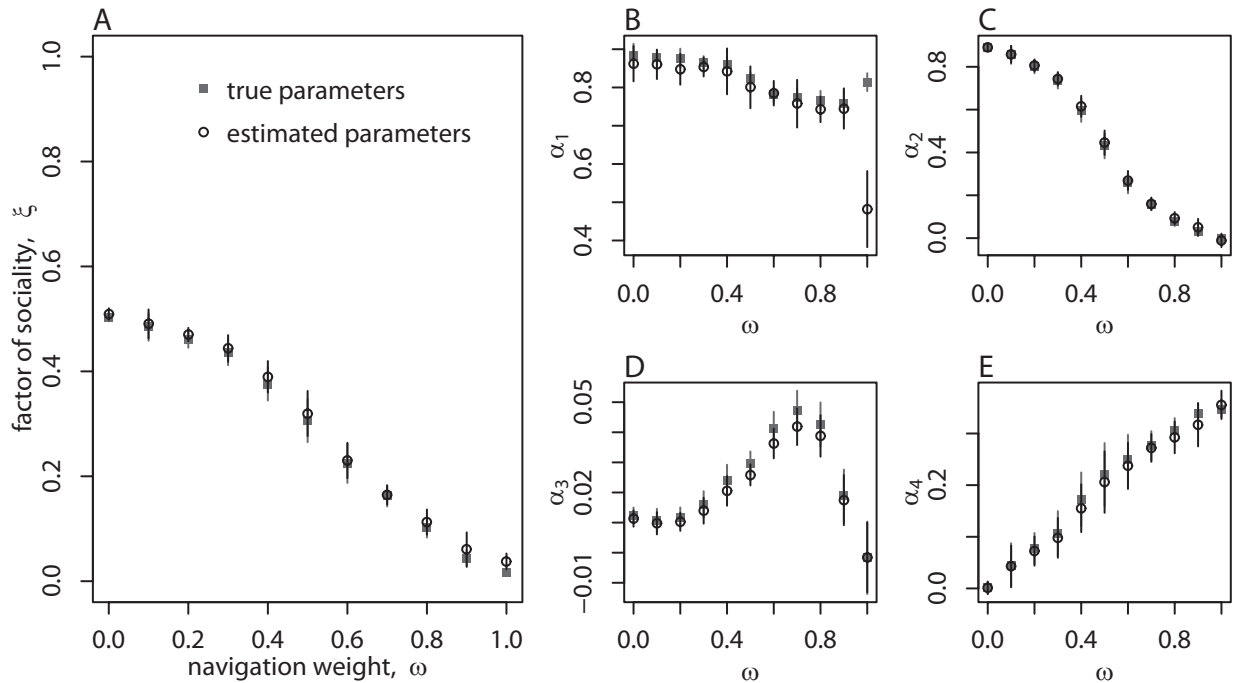 A
1.0
0.8
0.6
0.4
0.2
0.0
factor of sociality, ξ
true parameters
estimated parameters
0.0 0.2 0.4 0.6 0.8 1.0
navigation weight, ω
B
0.8
0.6
0.4
α1
0.0 0.4 0.8
ω
C
0.8
0.4
0.0
α2
0.0 0.4 0.8
ω
D
0.05
0.02
−0.01
α3
0.0 0.4 0.8
ω
E
0.2
0.0
α4
0.0 0.4 0.8
ω